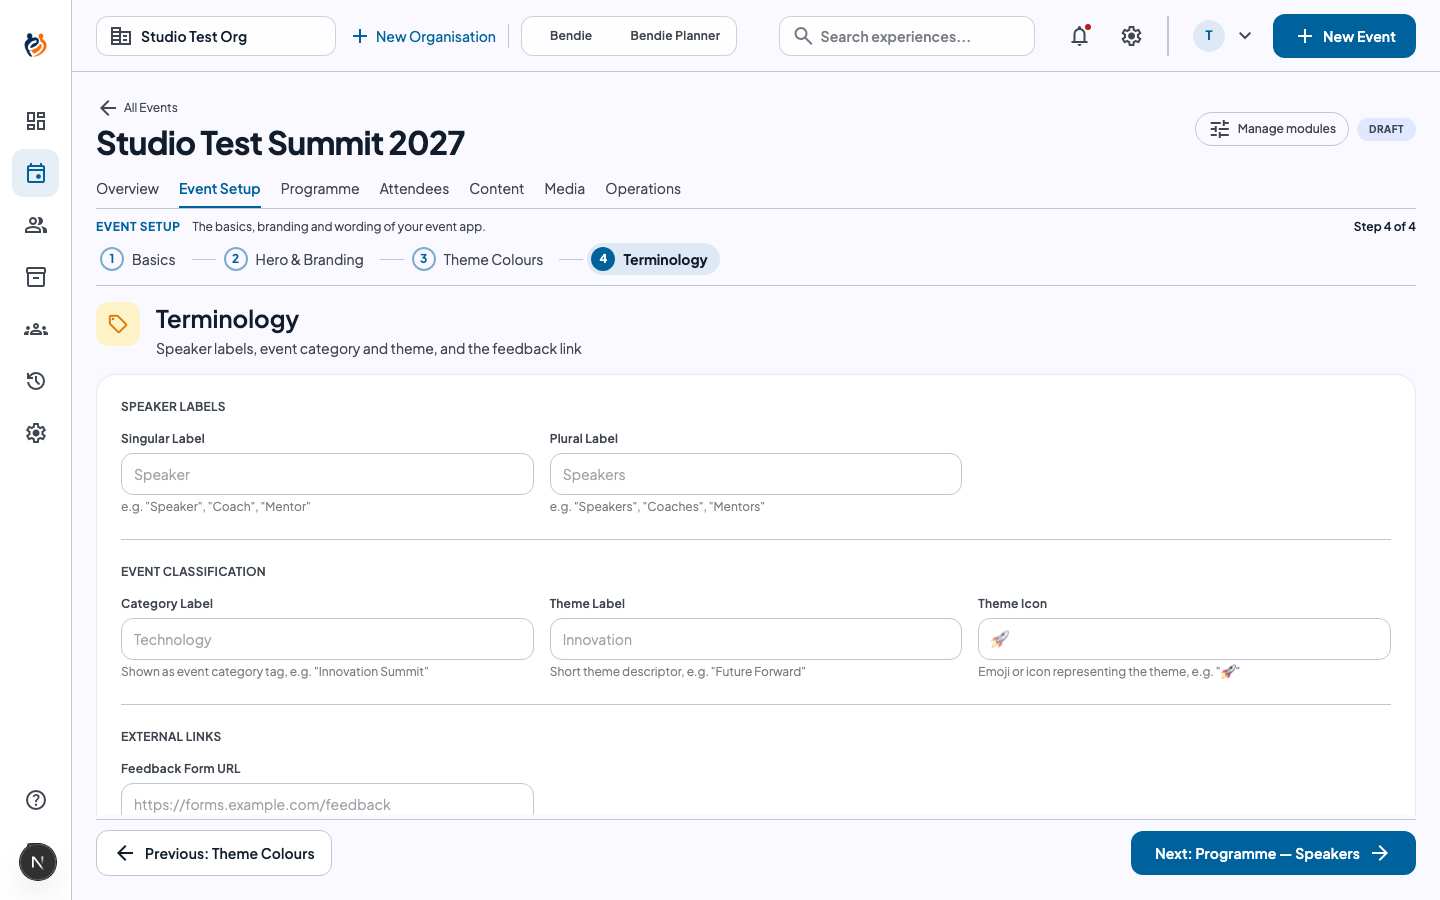 Studio Test Org
New Organisation
Bendie
Bendie Planner
Search experiences...
T
New Event
All Events
Studio Test Summit 2027
Manage modules
DRAFT
Overview
Event Setup
Programme
Attendees
Content
Media
Operations
EVENT SETUP
The basics, branding and wording of your event app.
Step 4 of 4
1 Basics
2 Hero & Branding
3 Theme Colours
4 Terminology
Terminology
Speaker labels, event category and theme, and the feedback link
SPEAKER LABELS
Singular Label
Plural Label
Speaker
Speakers
e.g. "Speaker", "Coach", "Mentor"
e.g. "Speakers", "Coaches", "Mentors"
EVENT CLASSIFICATION
Category Label
Theme Label
Theme Icon
Technology
Innovation
🚀
Shown as event category tag, e.g. "Innovation Summit"
Short theme descriptor, e.g. "Future Forward"
Emoji or icon representing the theme, e.g. "🚀"
EXTERNAL LINKS
Feedback Form URL
https://forms.example.com/feedback
N
Previous: Theme Colours
Next: Programme — Speakers